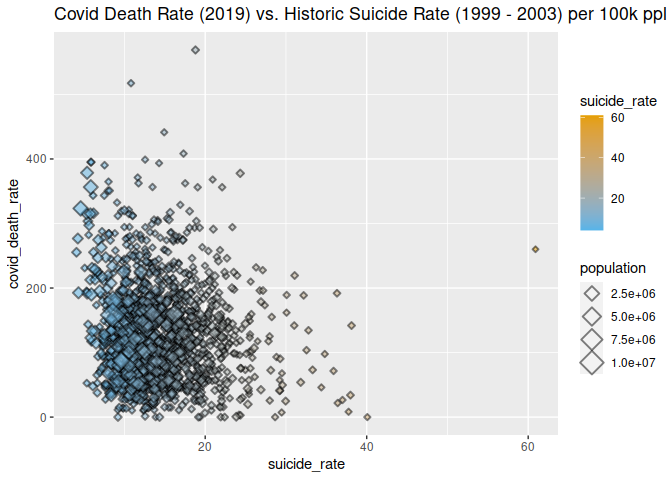 Covid Death Rate (2019) vs. Historic Suicide Rate (1999 - 2003) per 100k ppl
covid_death_rate
400
200
0
20
40
60
suicide_rate
suicide_rate
60
40
20
population
2.5e+06
5.0e+06
7.5e+06
1.0e+07